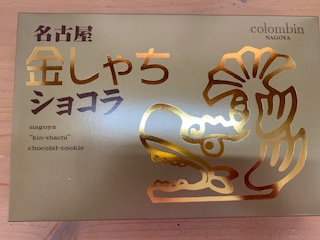 名古屋
colombin
NAGOYA
金しゃち
ショコラ
nagoya
"kin-shachi"
chocolat-cookie